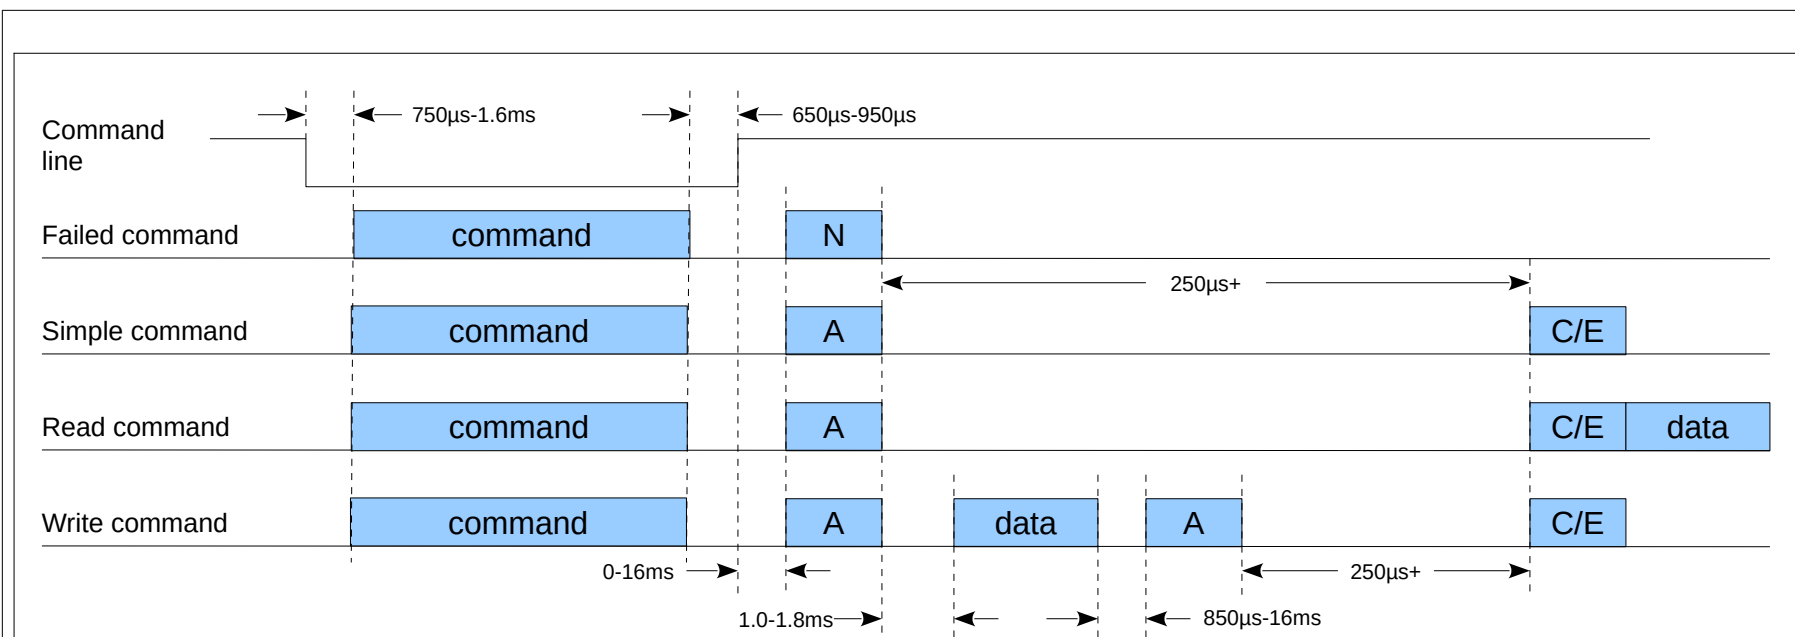 750µs-1.6ms
650µs-950µs
Command
line
Failed command
command
N
250µs+
Simple command
command
A
C/E
Read command
command
A
C/E
data
Write command
command
A
data
A
C/E
0-16ms
250µs+
1.0-1.8ms
850µs-16ms